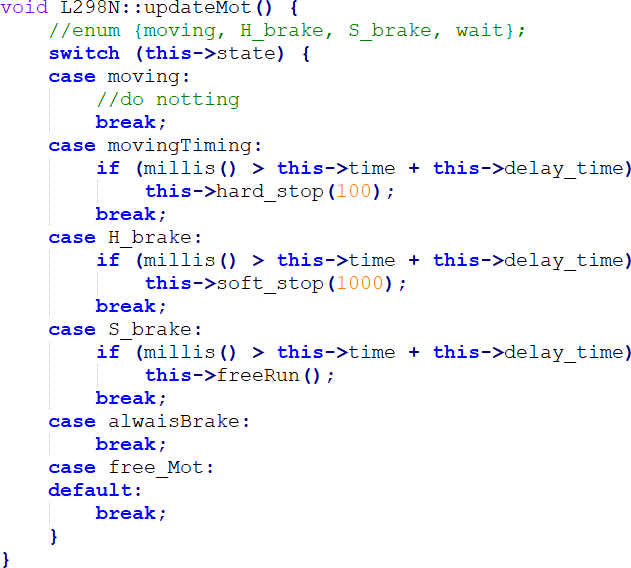 void L298N::updateMot() {
    //enum {moving, H_brake, S_brake, wait};
    switch (this->state) {
    case moving:
        //do notting
        break;
    case movingTiming:
        if (millis() > this->time + this->delay_time)
            this->hard_stop(100);
        break;
    case H_brake:
        if (millis() > this->time + this->delay_time)
            this->soft_stop(1000);
        break;
    case S_brake:
        if (millis() > this->time + this->delay_time)
            this->freeRun();
        break;
    case alwaisBrake:
        break;
    case free_Mot:
    default:
        break;
    }
}